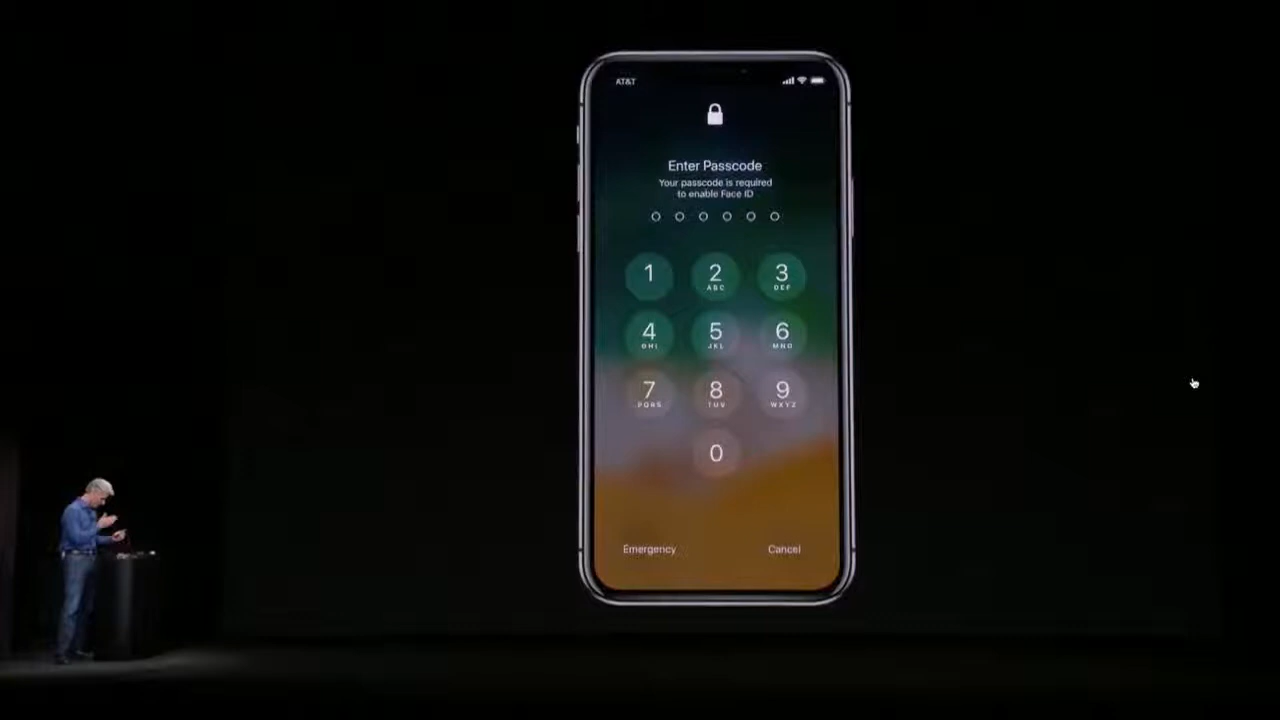 AT&T
Enter Passcode
Your passcode is required
to enable Face ID
1
2
ABC
3
DEF
4
GHI
5
JKL
6
MNO
7
PQRS
8
TUV
9
WXYZ
0
Emergency
Cancel